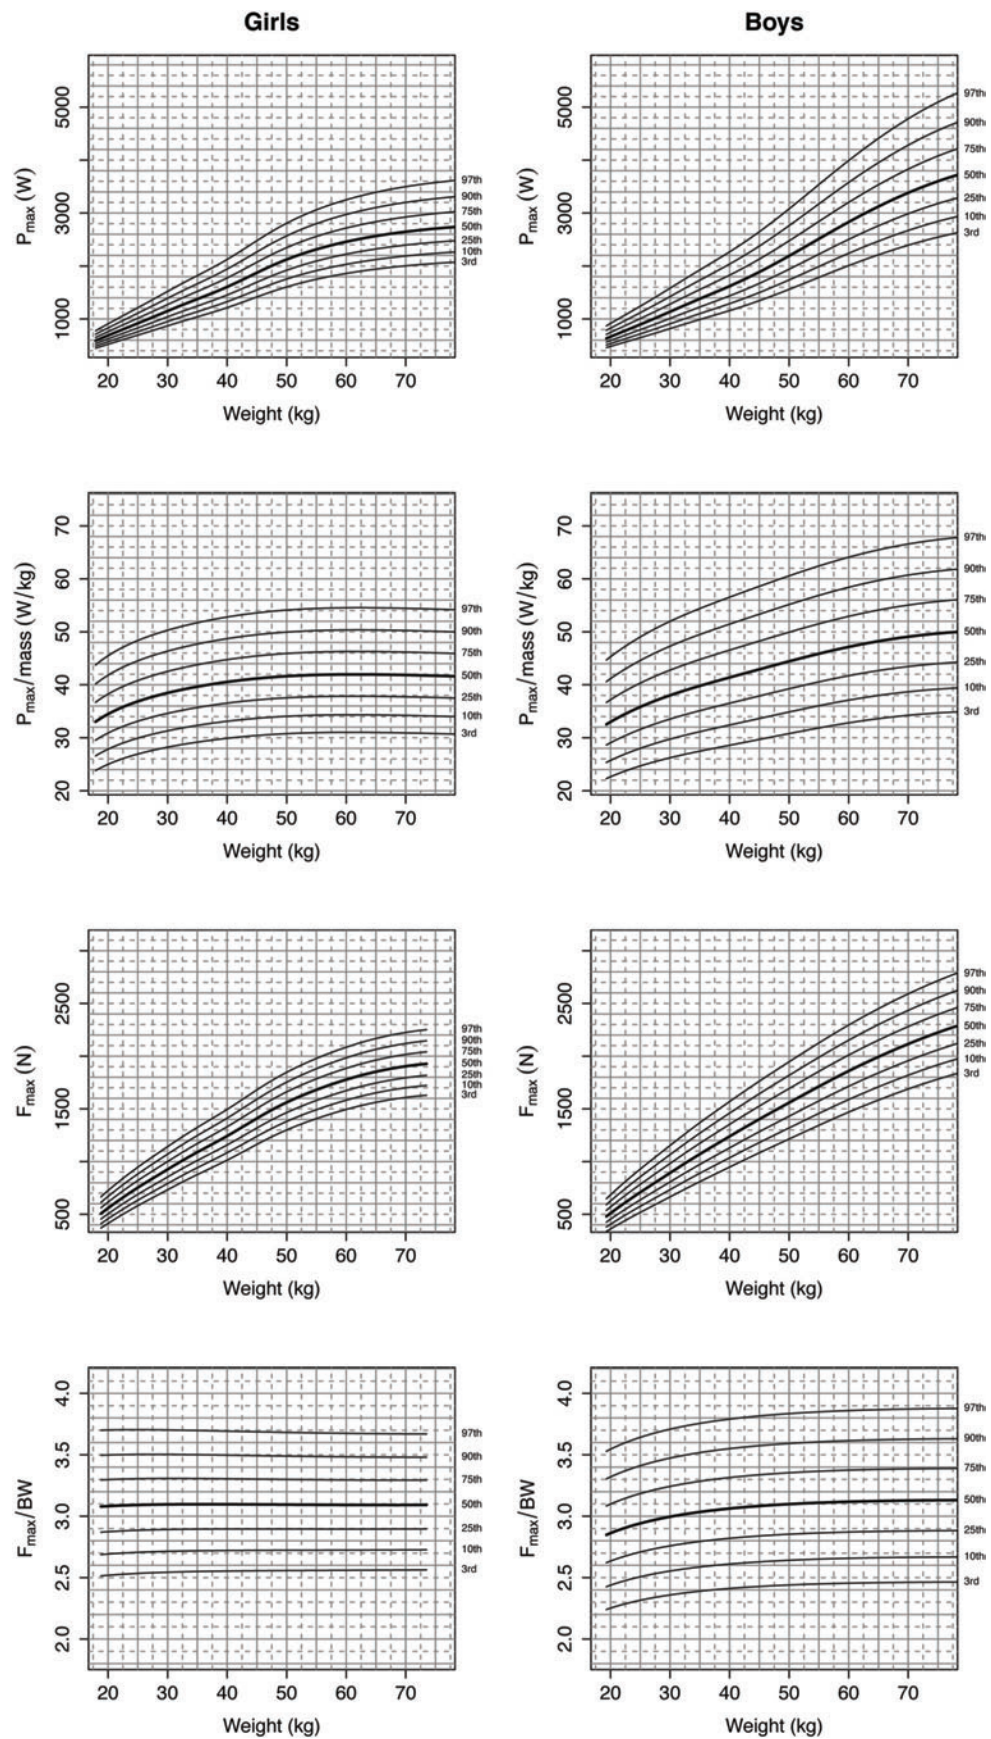 Girls
Boys
P_max (W)
5000
3000
1000
97th
90th
75th
50th
25th
10th
3rd
20 30 40 50 60 70
Weight (kg)
P_max (W)
5000
3000
1000
97th
90th
75th
50th
25th
10th
3rd
20 30 40 50 60 70
Weight (kg)
P_max/mass (W/kg)
70
60
50
40
30
20
97th
90th
75th
50th
25th
10th
3rd
20 30 40 50 60 70
Weight (kg)
P_max/mass (W/kg)
70
60
50
40
30
20
97th
90th
75th
50th
25th
10th
3rd
20 30 40 50 60 70
Weight (kg)
F_max (N)
2500
1500
500
97th
90th
75th
50th
25th
10th
3rd
20 30 40 50 60 70
Weight (kg)
F_max (N)
2500
1500
500
97th
90th
75th
50th
25th
10th
3rd
20 30 40 50 60 70
Weight (kg)
F_max/BW
4.0
3.5
3.0
2.5
2.0
97th
90th
75th
50th
25th
10th
3rd
20 30 40 50 60 70
Weight (kg)
F_max/BW
4.0
3.5
3.0
2.5
2.0
97th
90th
75th
50th
25th
10th
3rd
20 30 40 50 60 70
Weight (kg)